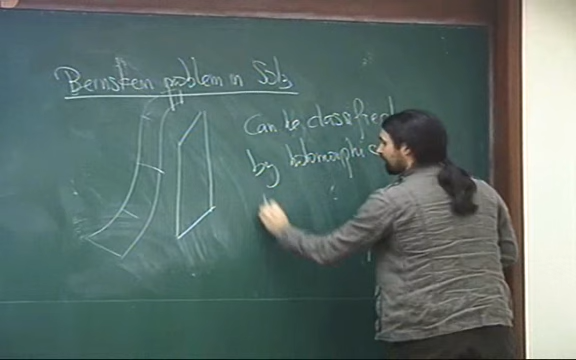 Bernstein problem in Sol3
Can be classified
by holomorphic